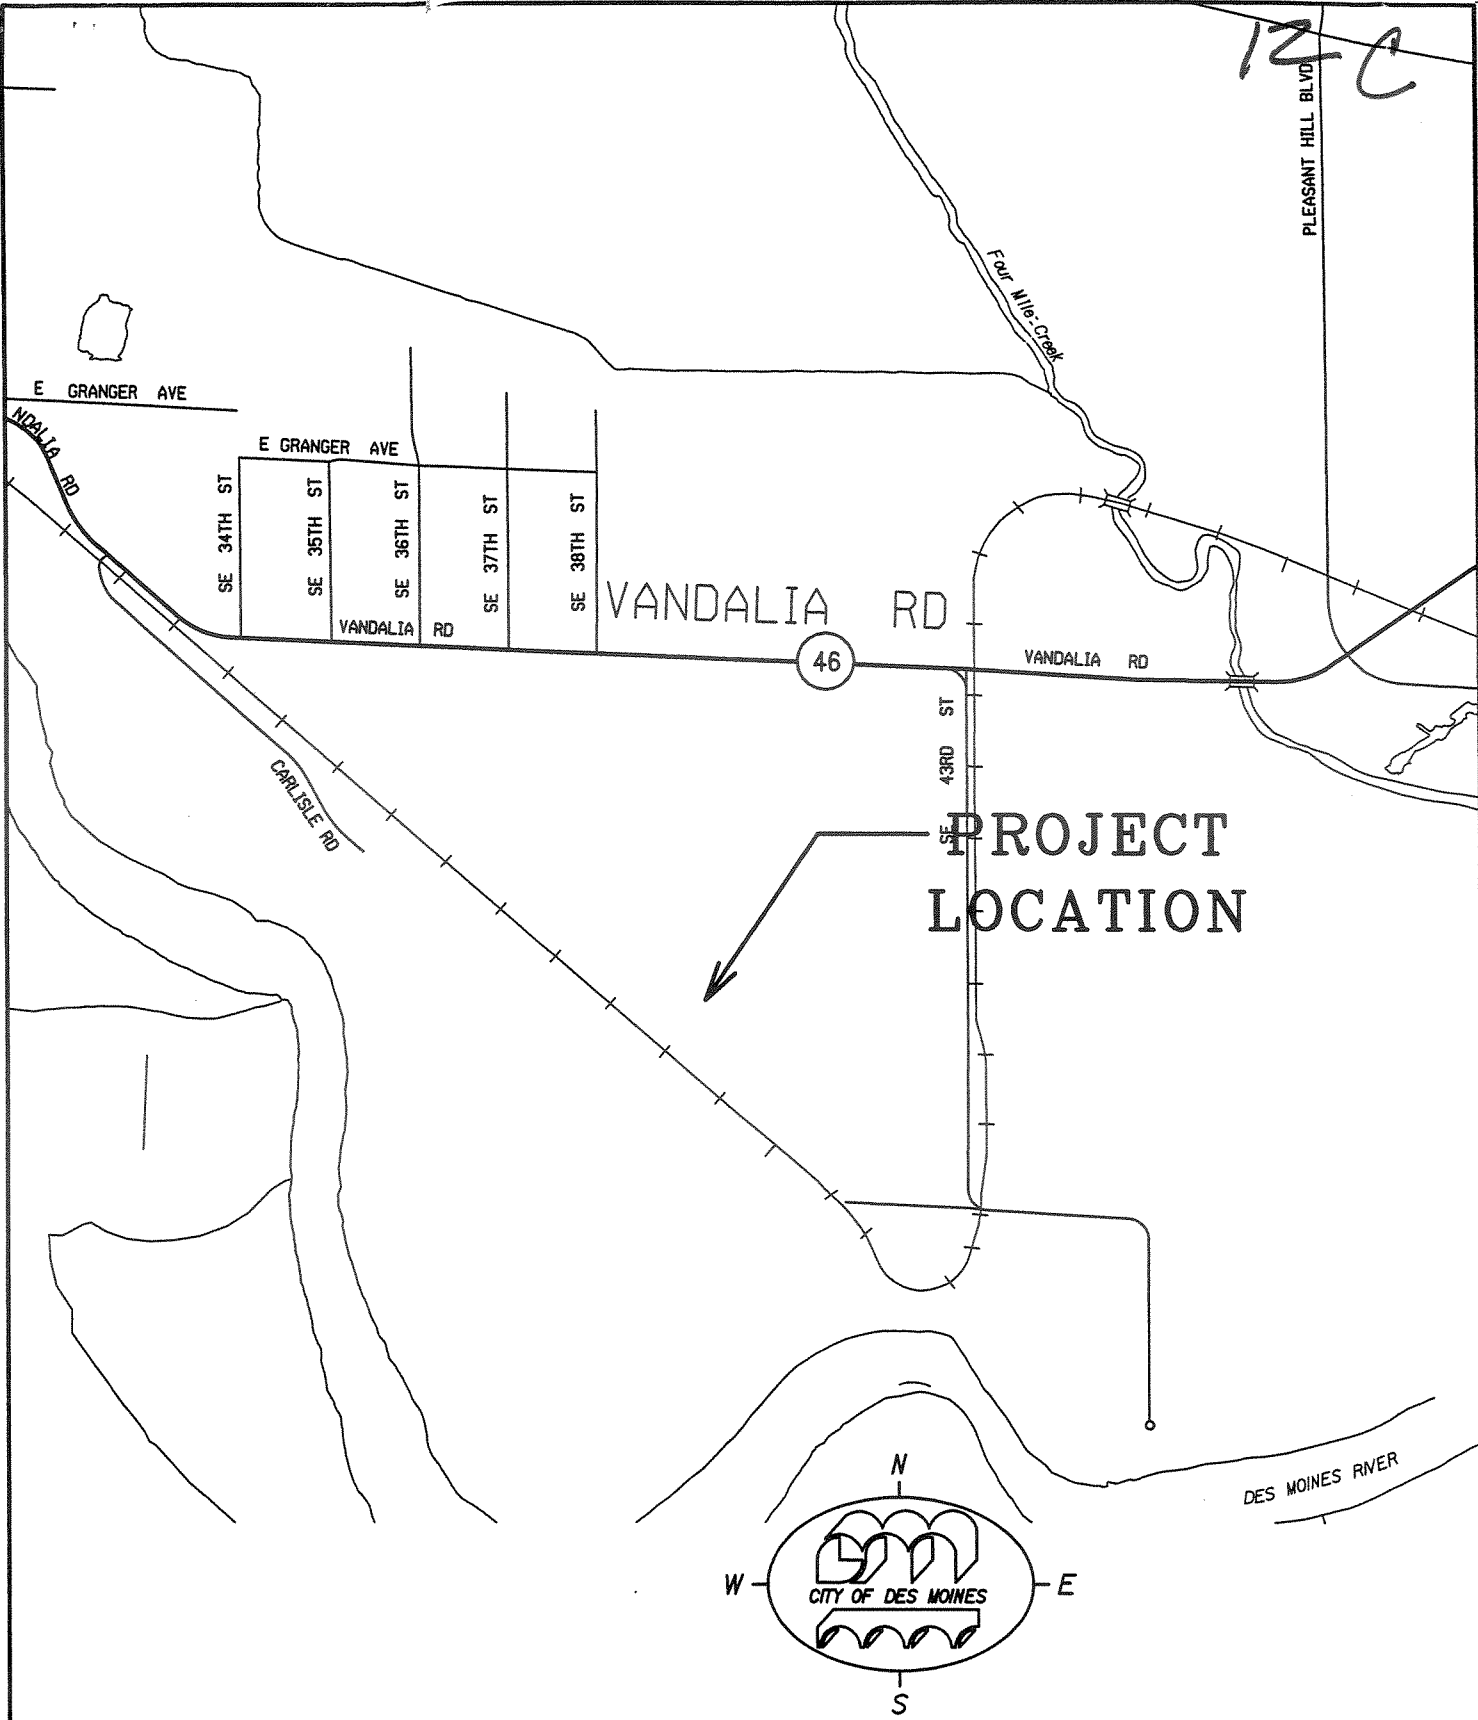 12 C
PLEASANT HILL BLVD
Four Mile Creek
E GRANGER AVE
NDALIA RD
E GRANGER AVE
SE 34TH ST
SE 35TH ST
SE 36TH ST
SE 37TH ST
SE 38TH ST
VANDALIA RD
VANDALIA RD
46
VANDALIA RD
SE 43RD ST
CARLISLE RD
PROJECT
LOCATION
DES MOINES RIVER
N
W
E
CITY OF DES MOINES
S